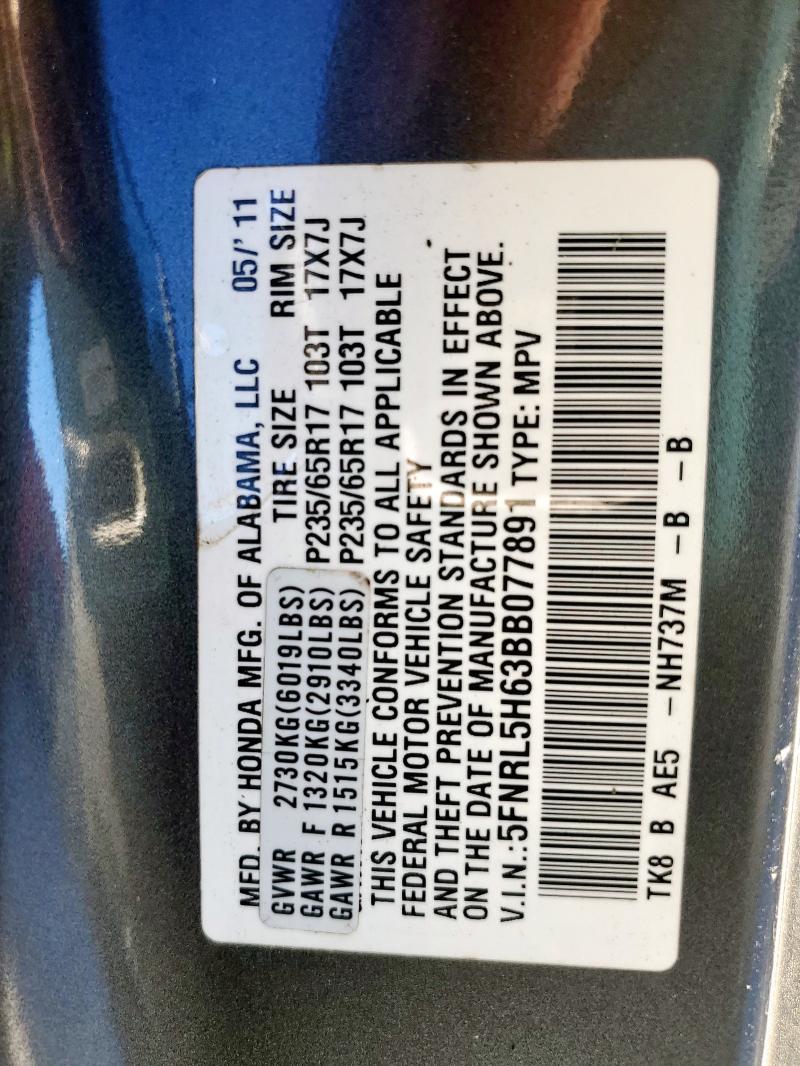 MFD. BY HONDA MFG. OF ALABAMA, LLC 05/' 11
GVWR 2730KG(6019LBS) TIRE SIZE RIM SIZE
GAWR F 1320KG(2910LBS) P235/65R17 103T 17X7J
GAWR R 1515KG(3340LBS) P235/65R17 103T 17X7J
THIS VEHICLE CONFORMS TO ALL APPLICABLE
FEDERAL MOTOR VEHICLE SAFETY
AND THEFT PREVENTION STANDARDS IN EFFECT
ON THE DATE OF MANUFACTURE SHOWN ABOVE.
V.I.N.:5FNRL5H63BB077891 TYPE: MPV
TK8 B AE5 -NH737M -B -B